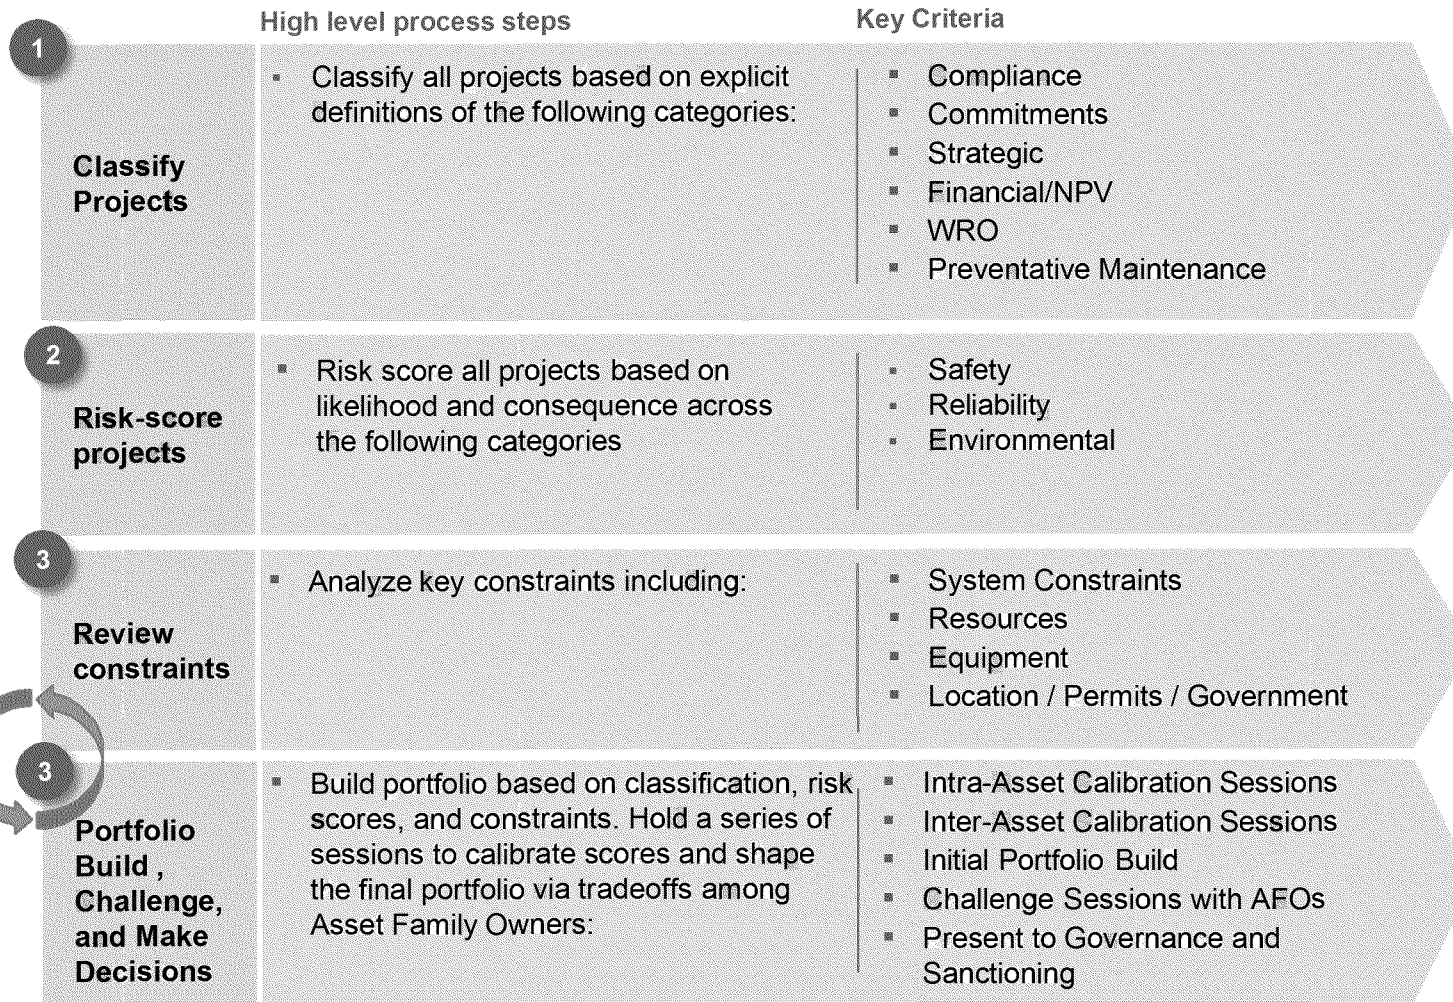 High level process steps
Key Criteria
1
Classify
Projects
▪ Classify all projects based on explicit
definitions of the following categories:
▪ Compliance
▪ Commitments
▪ Strategic
▪ Financial/NPV
▪ WRO
▪ Preventative Maintenance
2
Risk-score
projects
▪ Risk score all projects based on
likelihood and consequence across
the following categories
▪ Safety
▪ Reliability
▪ Environmental
3
Review
constraints
▪ Analyze key constraints including:
▪ System Constraints
▪ Resources
▪ Equipment
▪ Location / Permits / Government
3
Portfolio
Build ,
Challenge,
and Make
Decisions
▪ Build portfolio based on classification, risk
scores, and constraints. Hold a series of
sessions to calibrate scores and shape
the final portfolio via tradeoffs among
Asset Family Owners:
▪ Intra-Asset Calibration Sessions
▪ Inter-Asset Calibration Sessions
▪ Initial Portfolio Build
▪ Challenge Sessions with AFOs
▪ Present to Governance and
Sanctioning